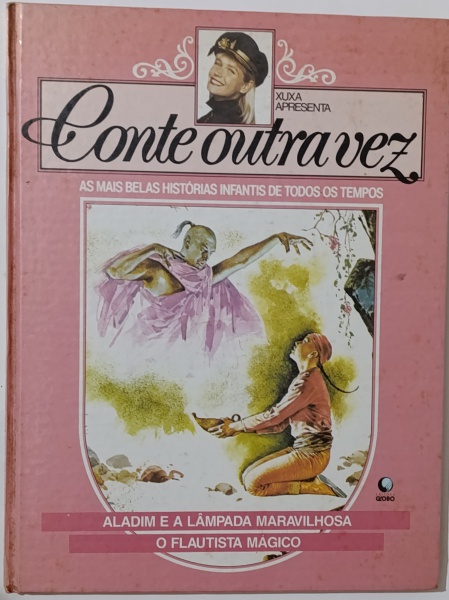 XUXA
APRESENTA
Conte outra vez
AS MAIS BELAS HISTÓRIAS INFANTIS DE TODOS OS TEMPOS
GLOBO
ALADIM E A LÂMPADA MARAVILHOSA
O FLAUTISTA MÁGICO